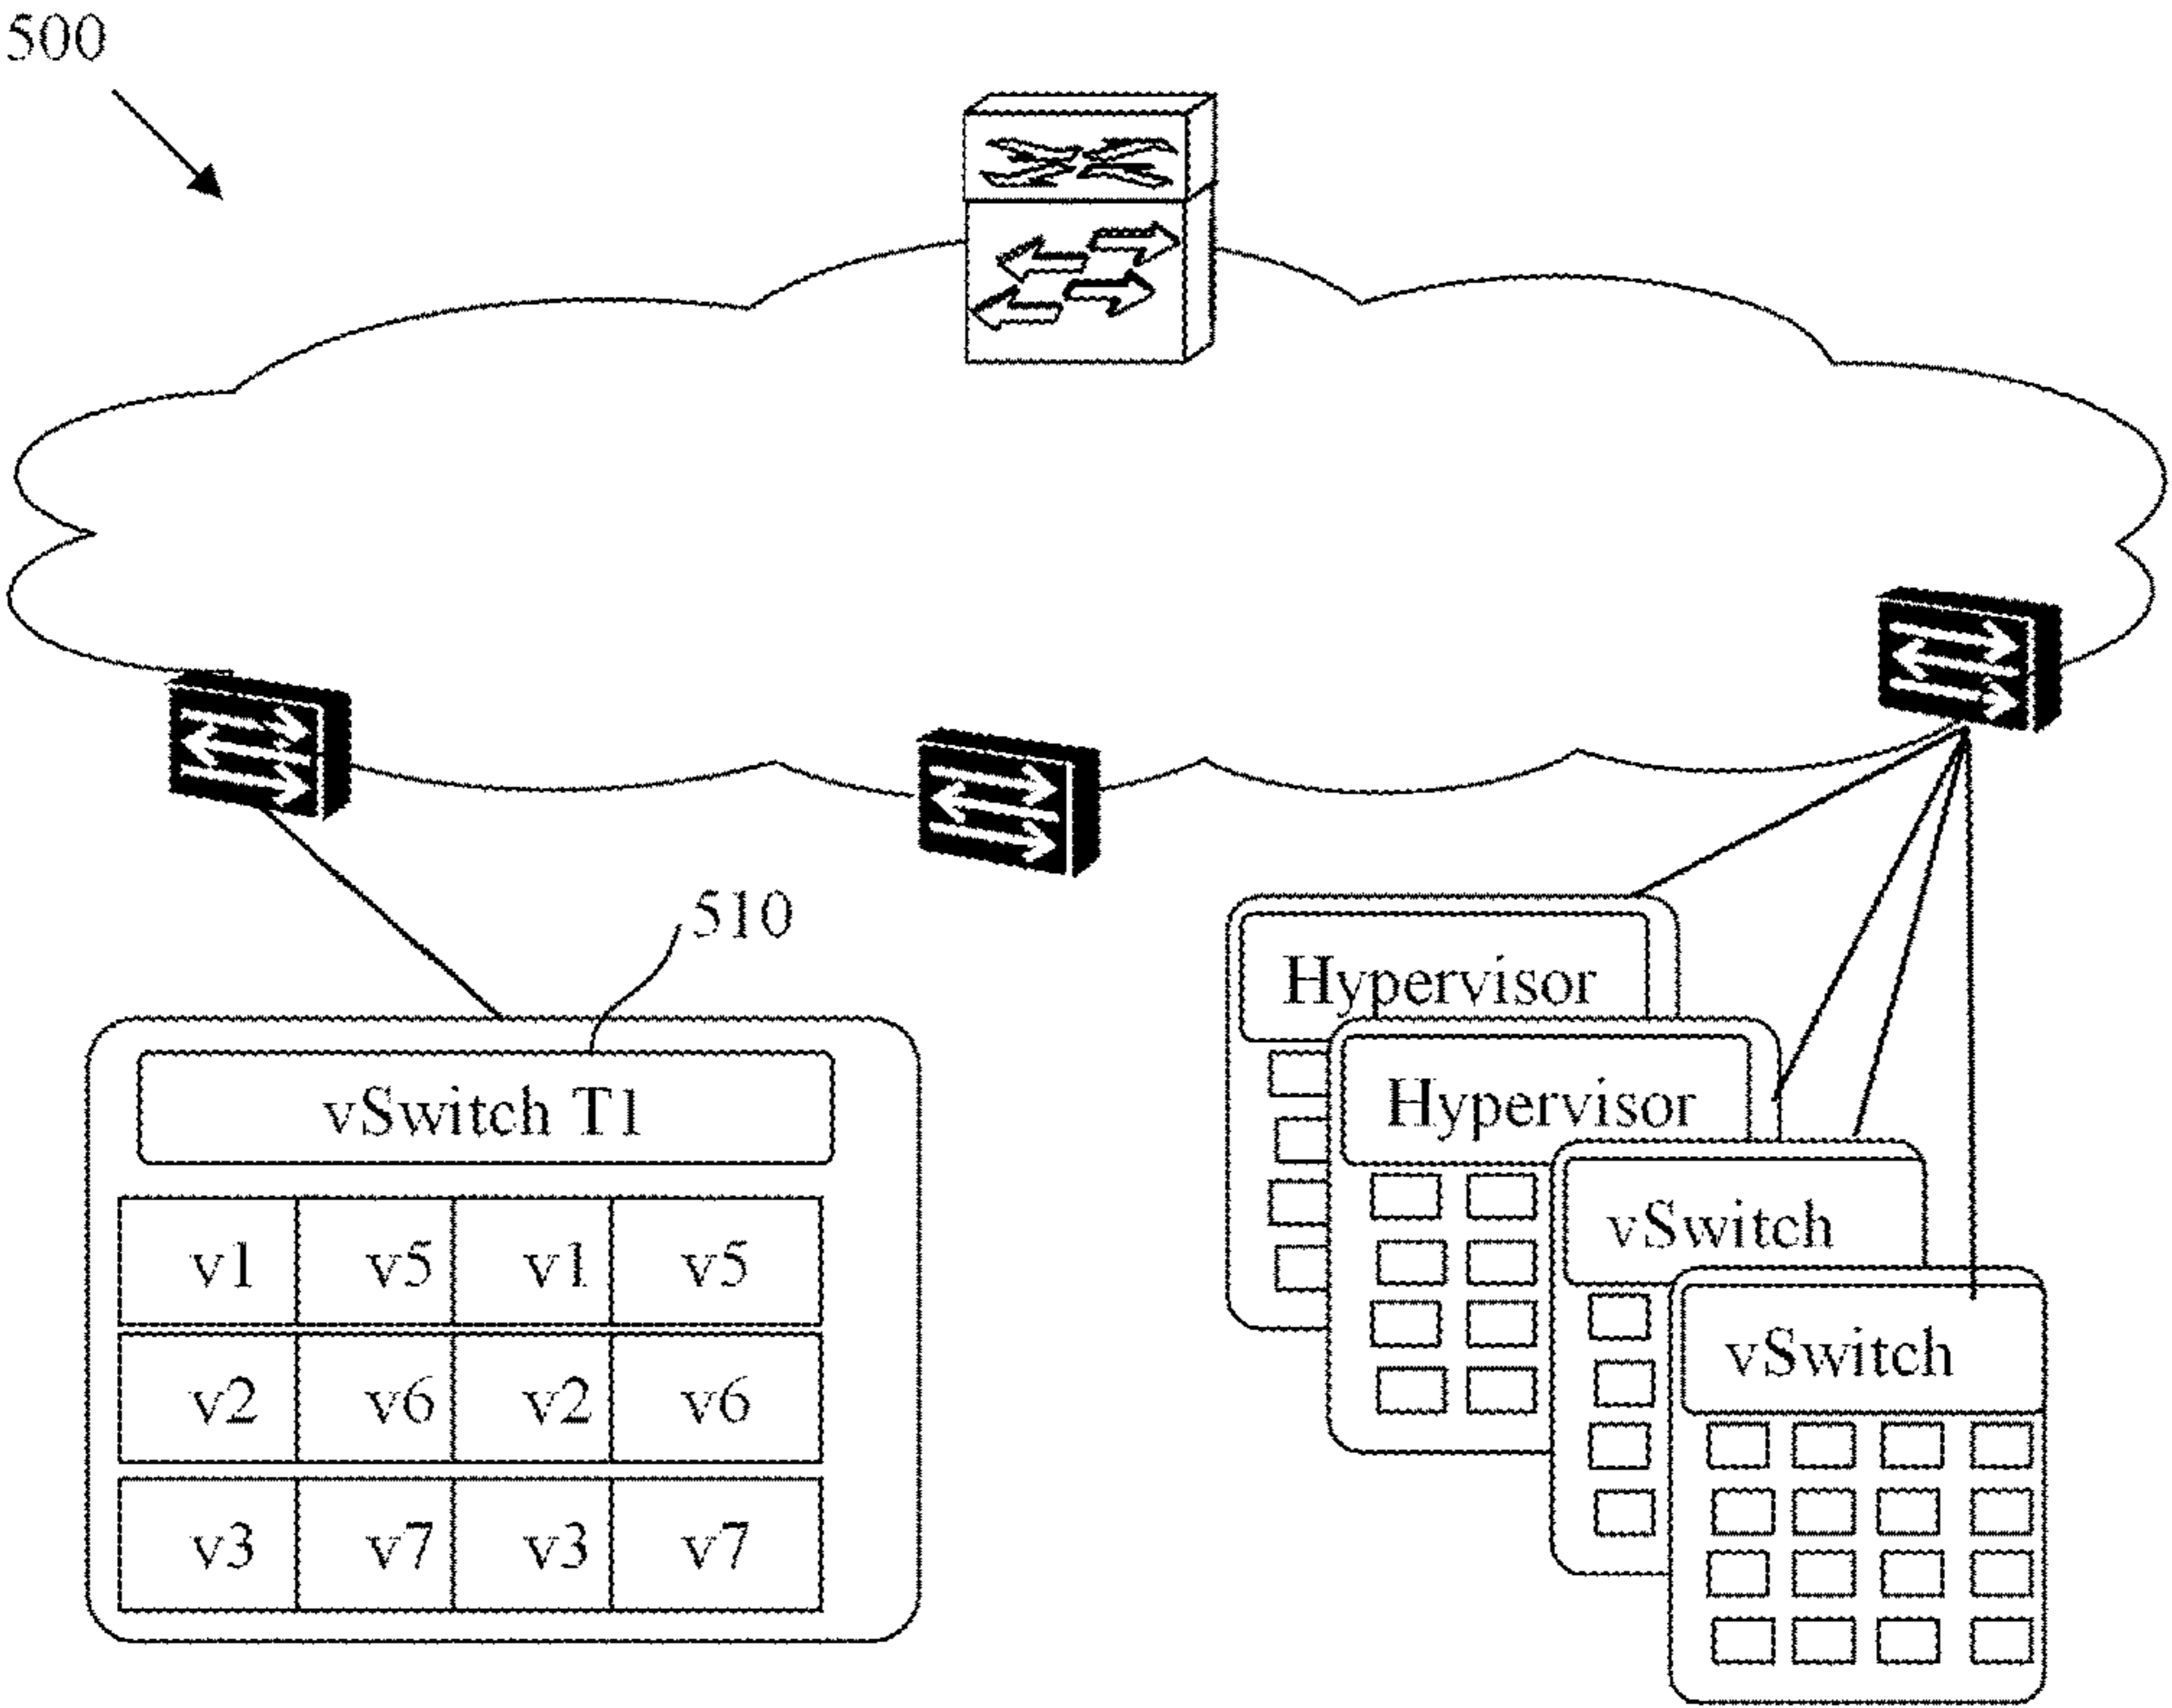 500
510
vSwitch T1
v1 v5 v1 v5
v2 v6 v2 v6
v3 v7 v3 v7
Hypervisor
Hypervisor
vSwitch
vSwitch